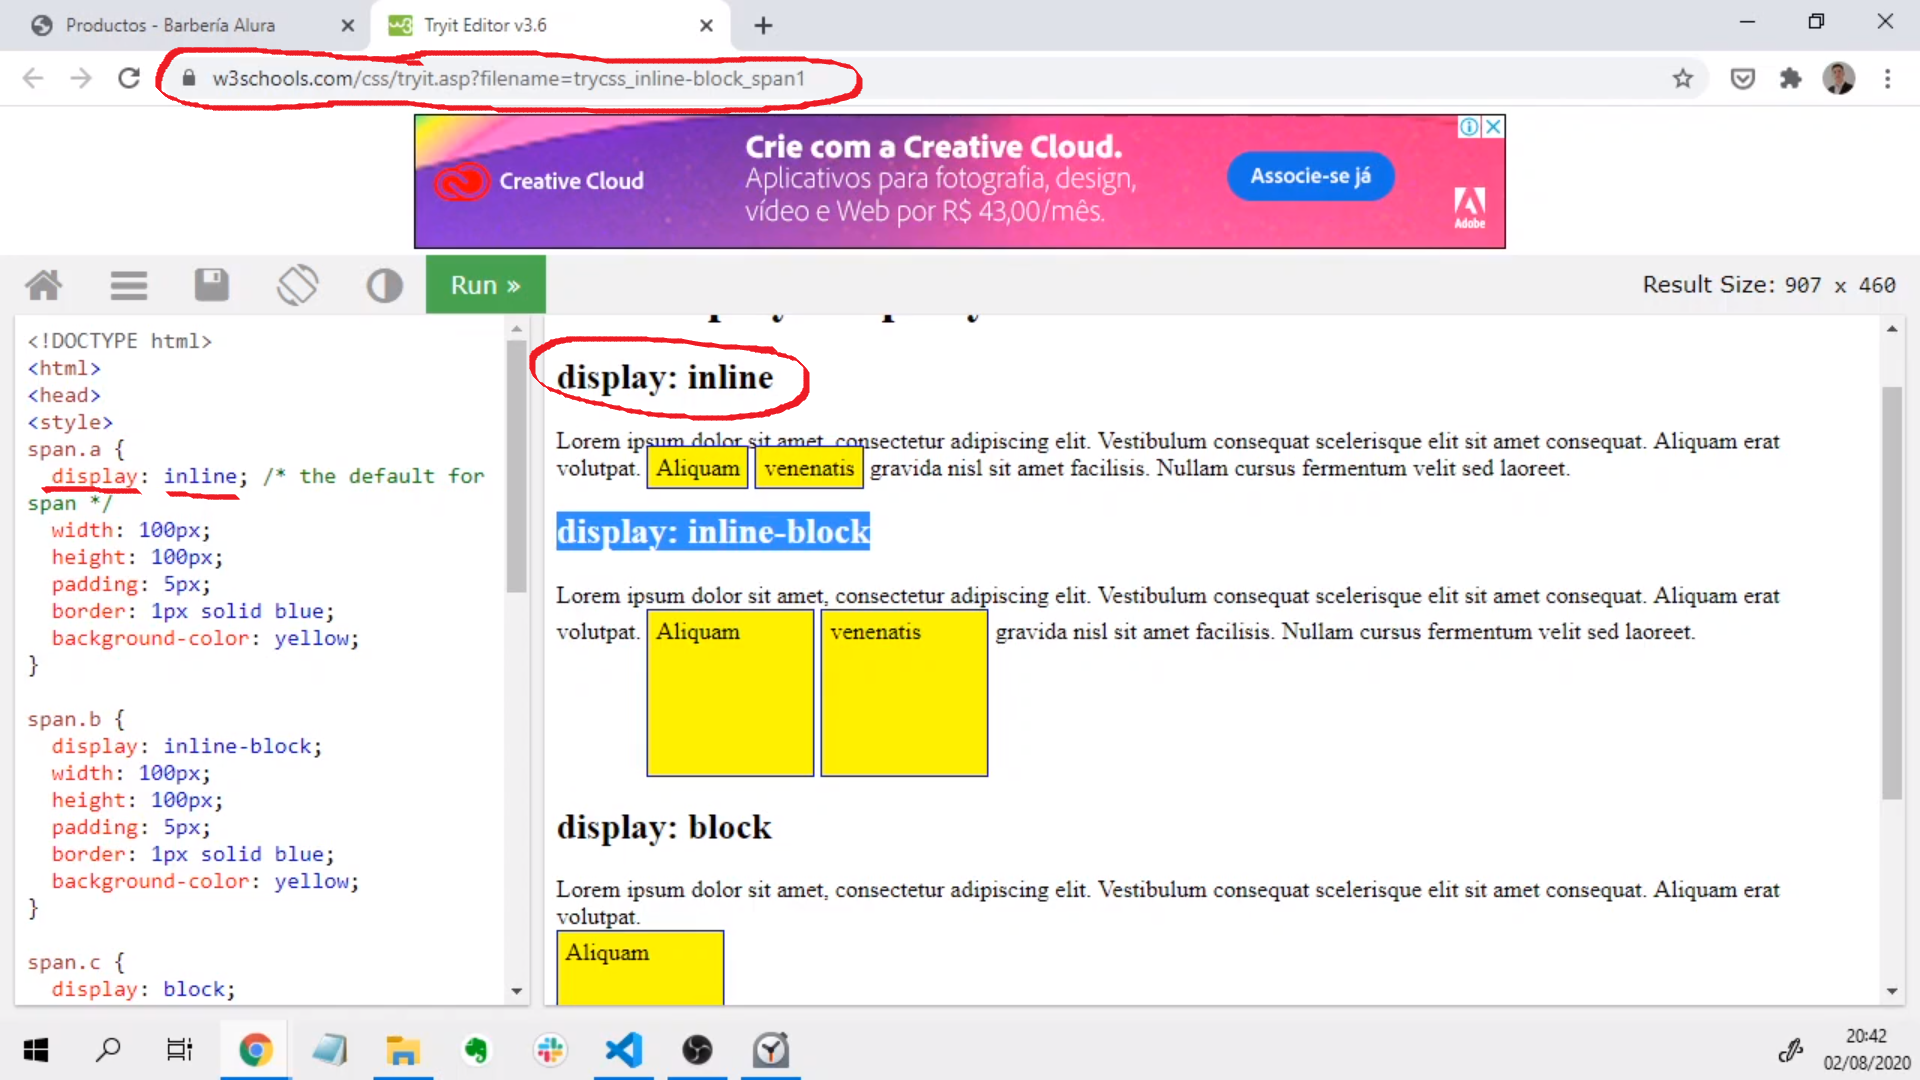 Productos - Barbería Alura
Tryit Editor v3.6
w3schools.com/css/tryit.asp?filename=trycss_inline-block_span1
Creative Cloud
Crie com a Creative Cloud.
Aplicativos para fotografia, design,
vídeo e Web por R$ 43,00/mês.
Associe-se já
Adobe
Run »
Result Size: 907 x 460
<!DOCTYPE html>
<html>
<head>
<style>
span.a {
display: inline; /* the default for
span */
width: 100px;
height: 100px;
padding: 5px;
border: 1px solid blue;
background-color: yellow;
}
span.b {
display: inline-block;
width: 100px;
height: 100px;
padding: 5px;
border: 1px solid blue;
background-color: yellow;
}
span.c {
display: block;
display: inline
Lorem ipsum dolor sit amet, consectetur adipiscing elit. Vestibulum consequat scelerisque elit sit amet consequat. Aliquam erat
volutpat. Aliquam venenatis gravida nisl sit amet facilisis. Nullam cursus fermentum velit sed laoreet.
display: inline-block
Lorem ipsum dolor sit amet, consectetur adipiscing elit. Vestibulum consequat scelerisque elit sit amet consequat. Aliquam erat
volutpat. Aliquam venenatis gravida nisl sit amet facilisis. Nullam cursus fermentum velit sed laoreet.
display: block
Lorem ipsum dolor sit amet, consectetur adipiscing elit. Vestibulum consequat scelerisque elit sit amet consequat. Aliquam erat
volutpat.
Aliquam
20:42
02/08/2020